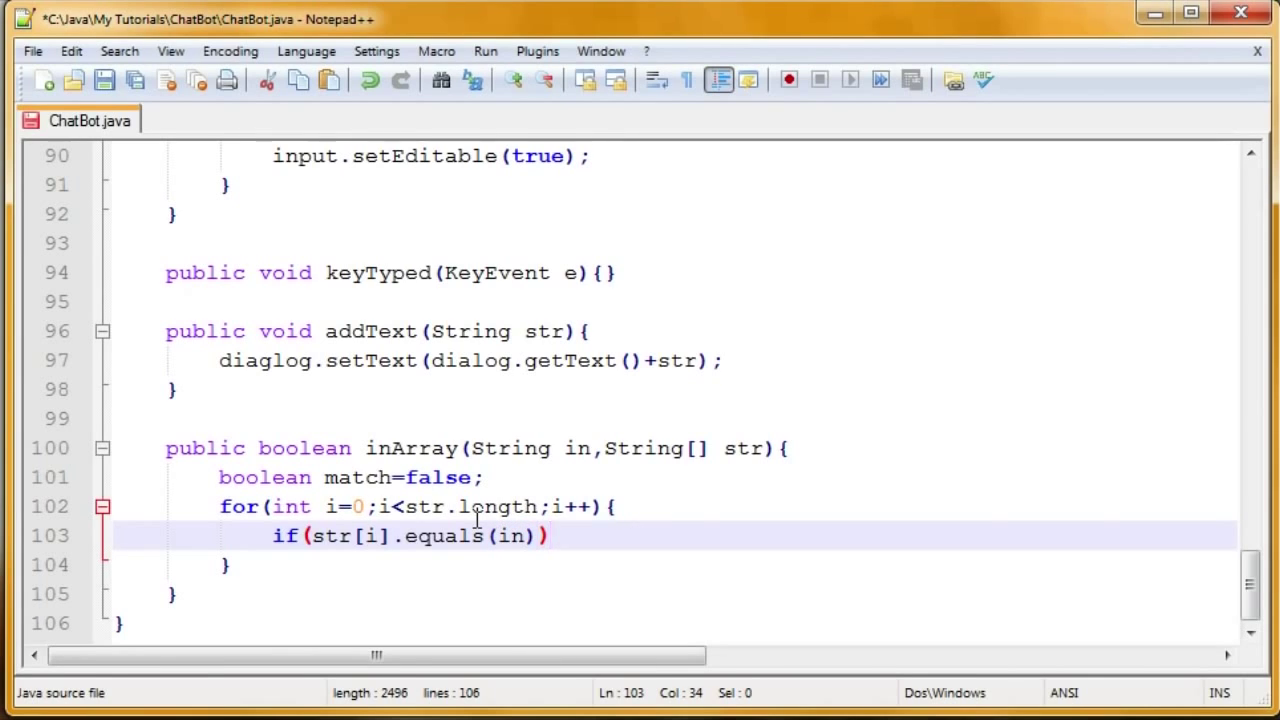 *C:\Java\My Tutorials\ChatBot\ChatBot.java - Notepad++
File Edit Search View Encoding Language Settings Macro Run Plugins Window ? X
ABC
ChatBot.java
90 input.setEditable(true);
91 }
92 }
93
94 public void keyTyped(KeyEvent e){}
95
96 public void addText(String str){
97 diaglog.setText(dialog.getText()+str);
98 }
99
100 public boolean inArray(String in,String[] str){
101 boolean match=false;
102 for(int i=0;i<str.length;i++){
103 if(str[i].equals(in))
104 }
105 }
106 }
Java source file length : 2496 lines : 106 Ln : 103 Col : 34 Sel : 0 Dos\Windows ANSI INS